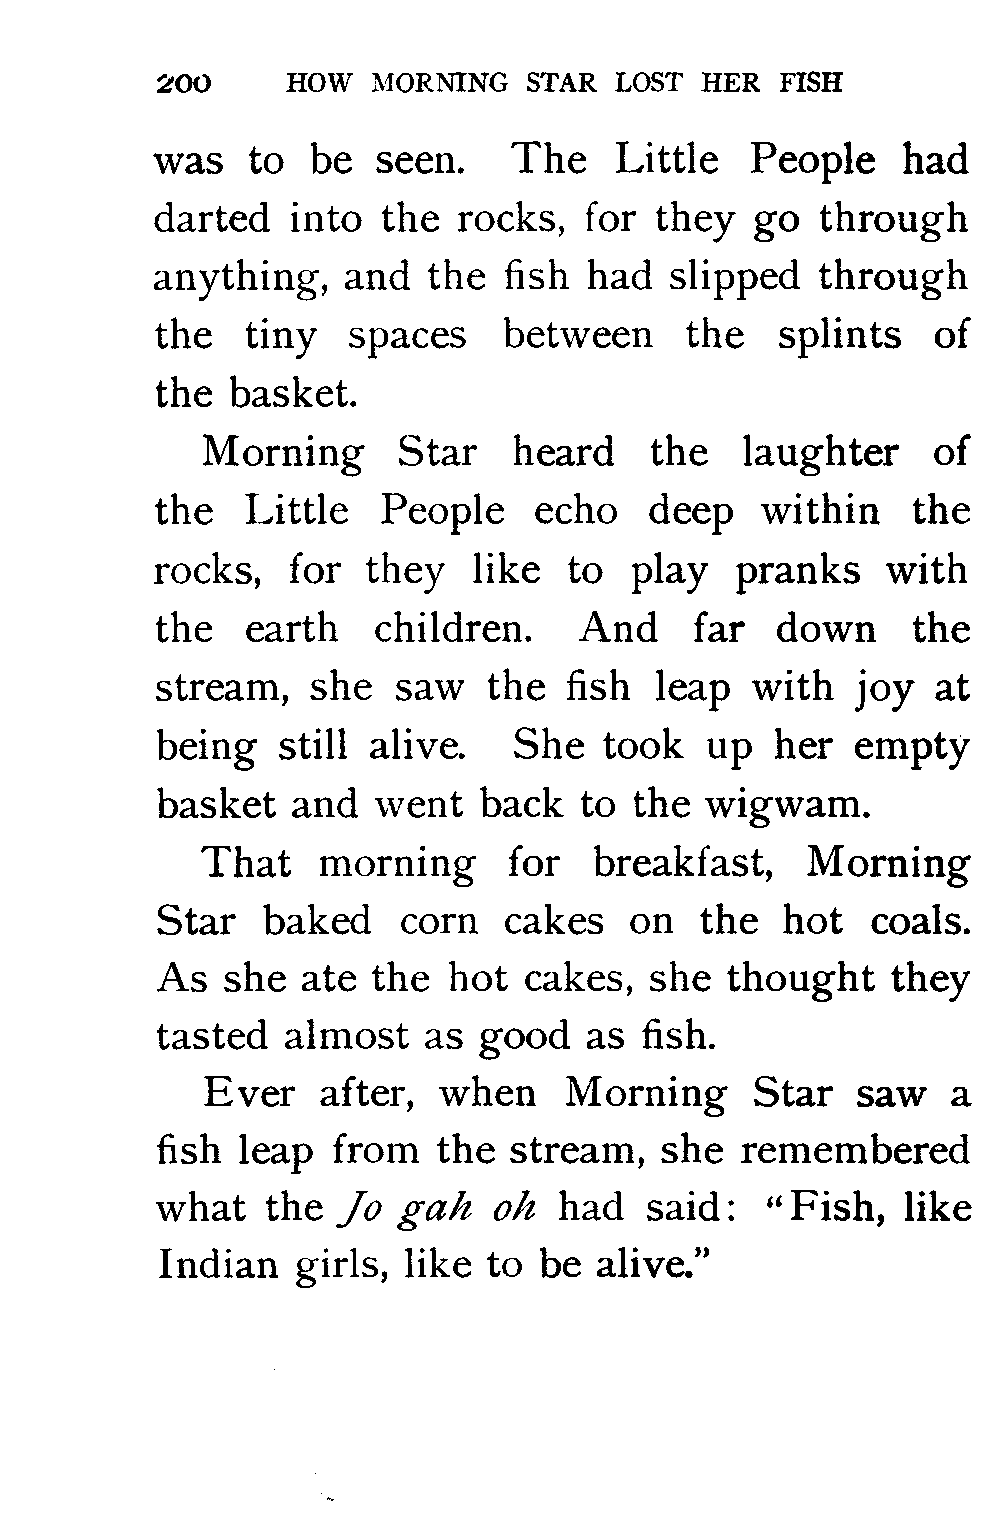 200 HOW MORNING STAR LOST HER FISH
was to be seen. The Little People had
darted into the rocks, for they go through
anything, and the fish had slipped through
the tiny spaces between the splints of
the basket.
Morning Star heard the laughter of
the Little People echo deep within the
rocks, for they like to play pranks with
the earth children. And far down the
stream, she saw the fish leap with joy at
being still alive. She took up her empty
basket and went back to the wigwam.
That morning for breakfast, Morning
Star baked corn cakes on the hot coals.
As she ate the hot cakes, she thought they
tasted almost as good as fish.
Ever after, when Morning Star saw a
fish leap from the stream, she remembered
what the Jo gah oh had said: “Fish, like
Indian girls, like to be alive.”